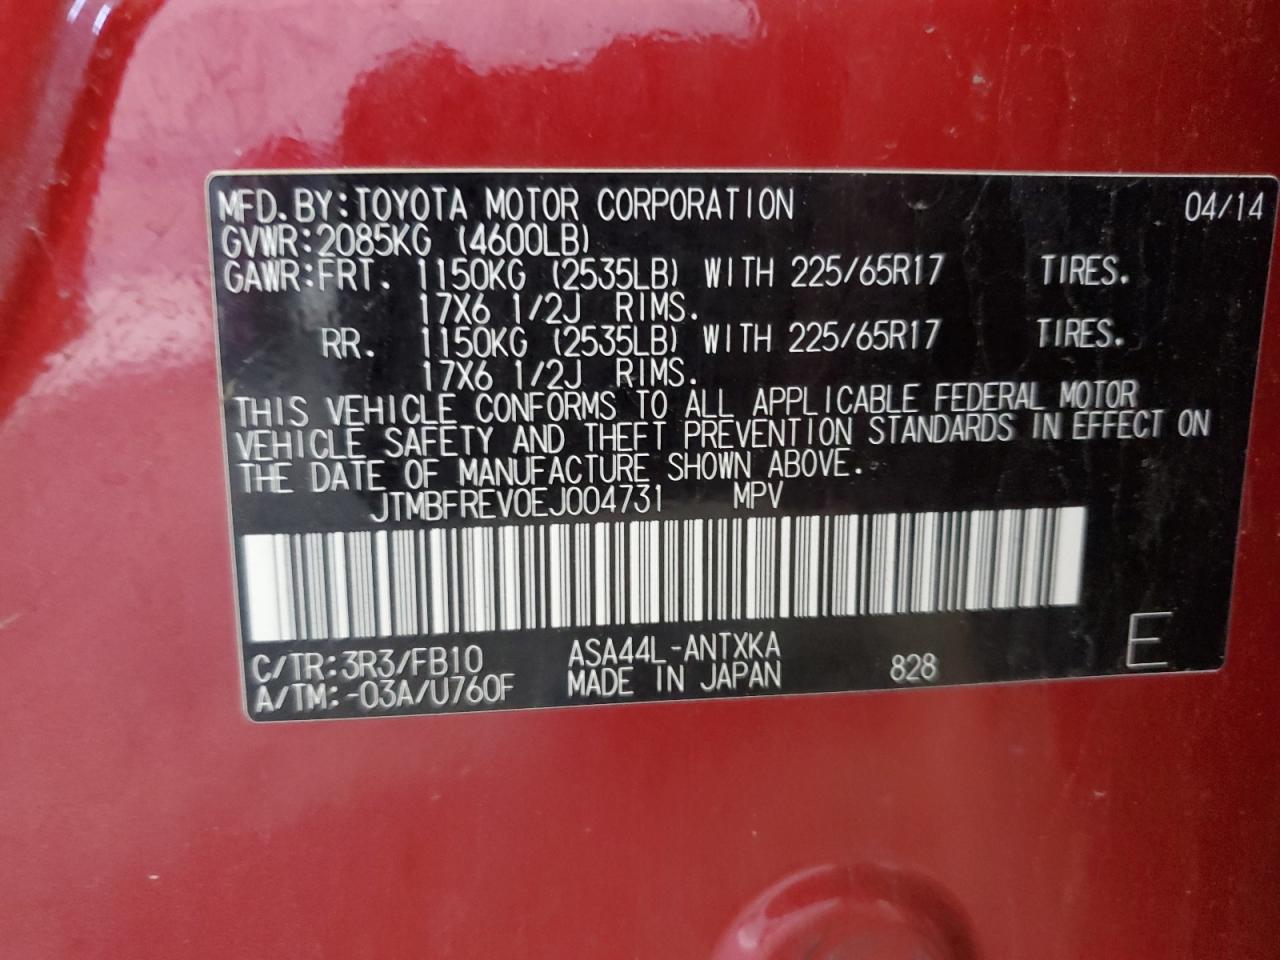 MFD. BY: TOYOTA MOTOR CORPORATION 04/14
GVWR: 2085KG (4600LB)
GAWR: FRT. 1150KG (2535LB) WITH 225/65R17 TIRES.
17X6 1/2J RIMS.
RR. 1150KG (2535LB) WITH 225/65R17 TIRES.
17X6 1/2J RIMS.
THIS VEHICLE CONFORMS TO ALL APPLICABLE FEDERAL MOTOR
VEHICLE SAFETY AND THEFT PREVENTION STANDARDS IN EFFECT ON
THE DATE OF MANUFACTURE SHOWN ABOVE.
JTMBFREV0EJ004731 MPV
C/TR: 3R3/FB10 ASA44L-ANTXKA 828 E
A/TM: -03A/U760F MADE IN JAPAN